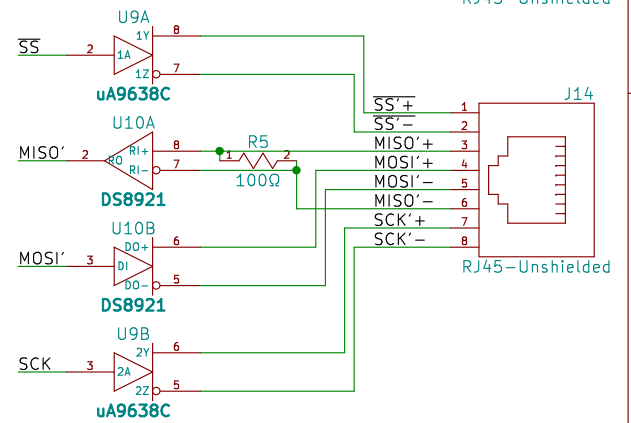 RJ45-Unshielded
U9A
SS
2
1A
1Y
8
1Z
7
uA9638C
U10A
MISO'
2
RO
RI+
8
RI-
7
DS8921
R5
1
2
100Ω
U10B
MOSI'
3
DI
DO+
6
DO-
5
DS8921
U9B
SCK
3
2A
2Y
6
2Z
5
uA9638C
J14
SS'+
1
SS'-
2
MISO'+
3
MOSI'+
4
MOSI'-
5
MISO'-
6
SCK'+
7
SCK'-
8
RJ45-Unshielded